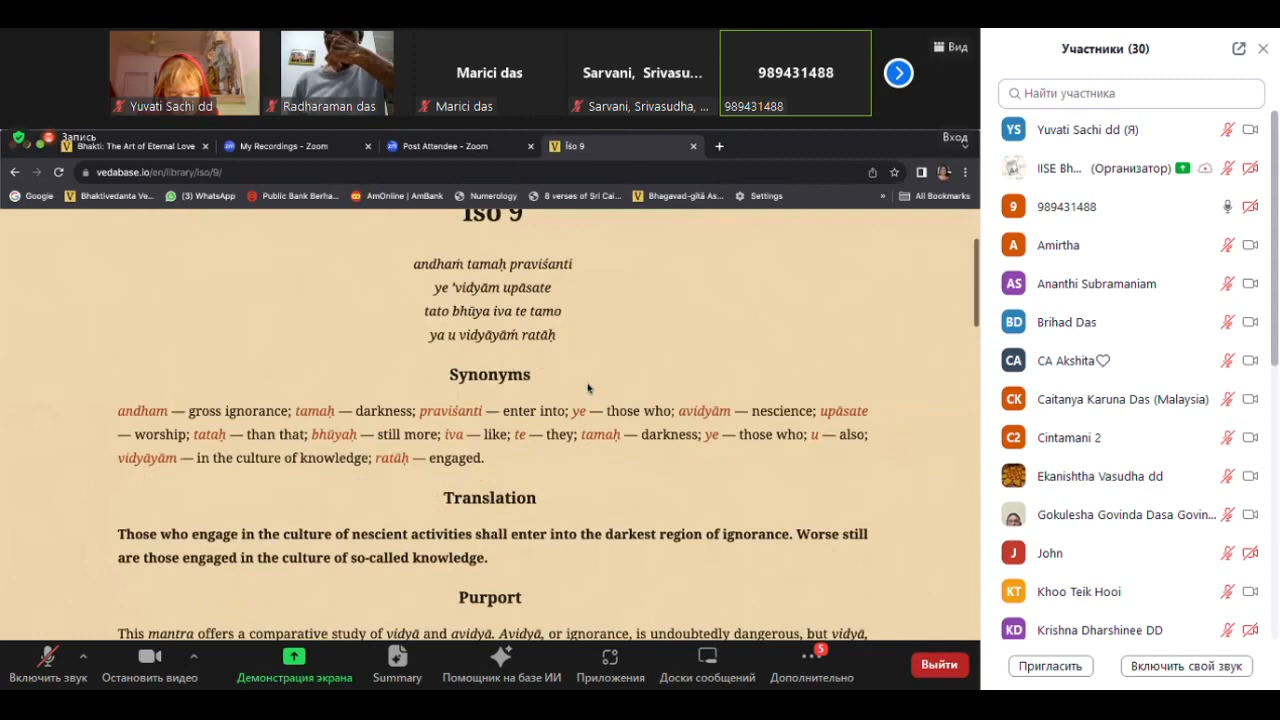 Marici das
Sarvani, Srivasu...
989431488
Вид
Yuvati Sachi dd
Radharaman das
Marici das
Sarvani, Srivasudha, ...
989431488
Запись
Вход
Bhakti: The Art of Eternal Love
My Recordings - Zoom
Post Attendee - Zoom
Īśo 9
vedabase.io/en/library/iso/9/
Google
Bhaktivedanta Ve...
(3) WhatsApp
Public Bank Berha...
AmOnline | AmBank
Numerology
8 verses of Sri Cai...
Bhagavad-gītā As...
Settings
»
All Bookmarks
Īśo 9
andhaṁ tamaḥ praviśanti
ye ’vidyām upāsate
tato bhūya iva te tamo
ya u vidyāyāṁ ratāḥ
Synonyms
andham — gross ignorance; tamaḥ — darkness; praviśanti — enter into; ye — those who; avidyām — nescience; upāsate
— worship; tataḥ — than that; bhūyaḥ — still more; iva — like; te — they; tamaḥ — darkness; ye — those who; u — also;
vidyāyām — in the culture of knowledge; ratāḥ — engaged.
Translation
Those who engage in the culture of nescient activities shall enter into the darkest region of ignorance. Worse still
are those engaged in the culture of so-called knowledge.
Purport
This mantra offers a comparative study of vidyā and avidyā. Avidyā, or ignorance, is undoubtedly dangerous, but vidyā,
Включить звук
Остановить видео
Демонстрация экрана
Summary
Помощник на базе ИИ
Приложения
Доски сообщений
5
Дополнительно
Выйти
Участники (30)
Найти участника
YS Yuvati Sachi dd (Я)
IISE Bh... (Организатор)
9 989431488
A Amirtha
AS Ananthi Subramaniam
BD Brihad Das
CA CA Akshita♡
CK Caitanya Karuna Das (Malaysia)
C2 Cintamani 2
Ekanishtha Vasudha dd
Gokulesha Govinda Dasa Govin...
J John
KT Khoo Teik Hooi
KD Krishna Dharshinee DD
Пригласить
Включить свой звук